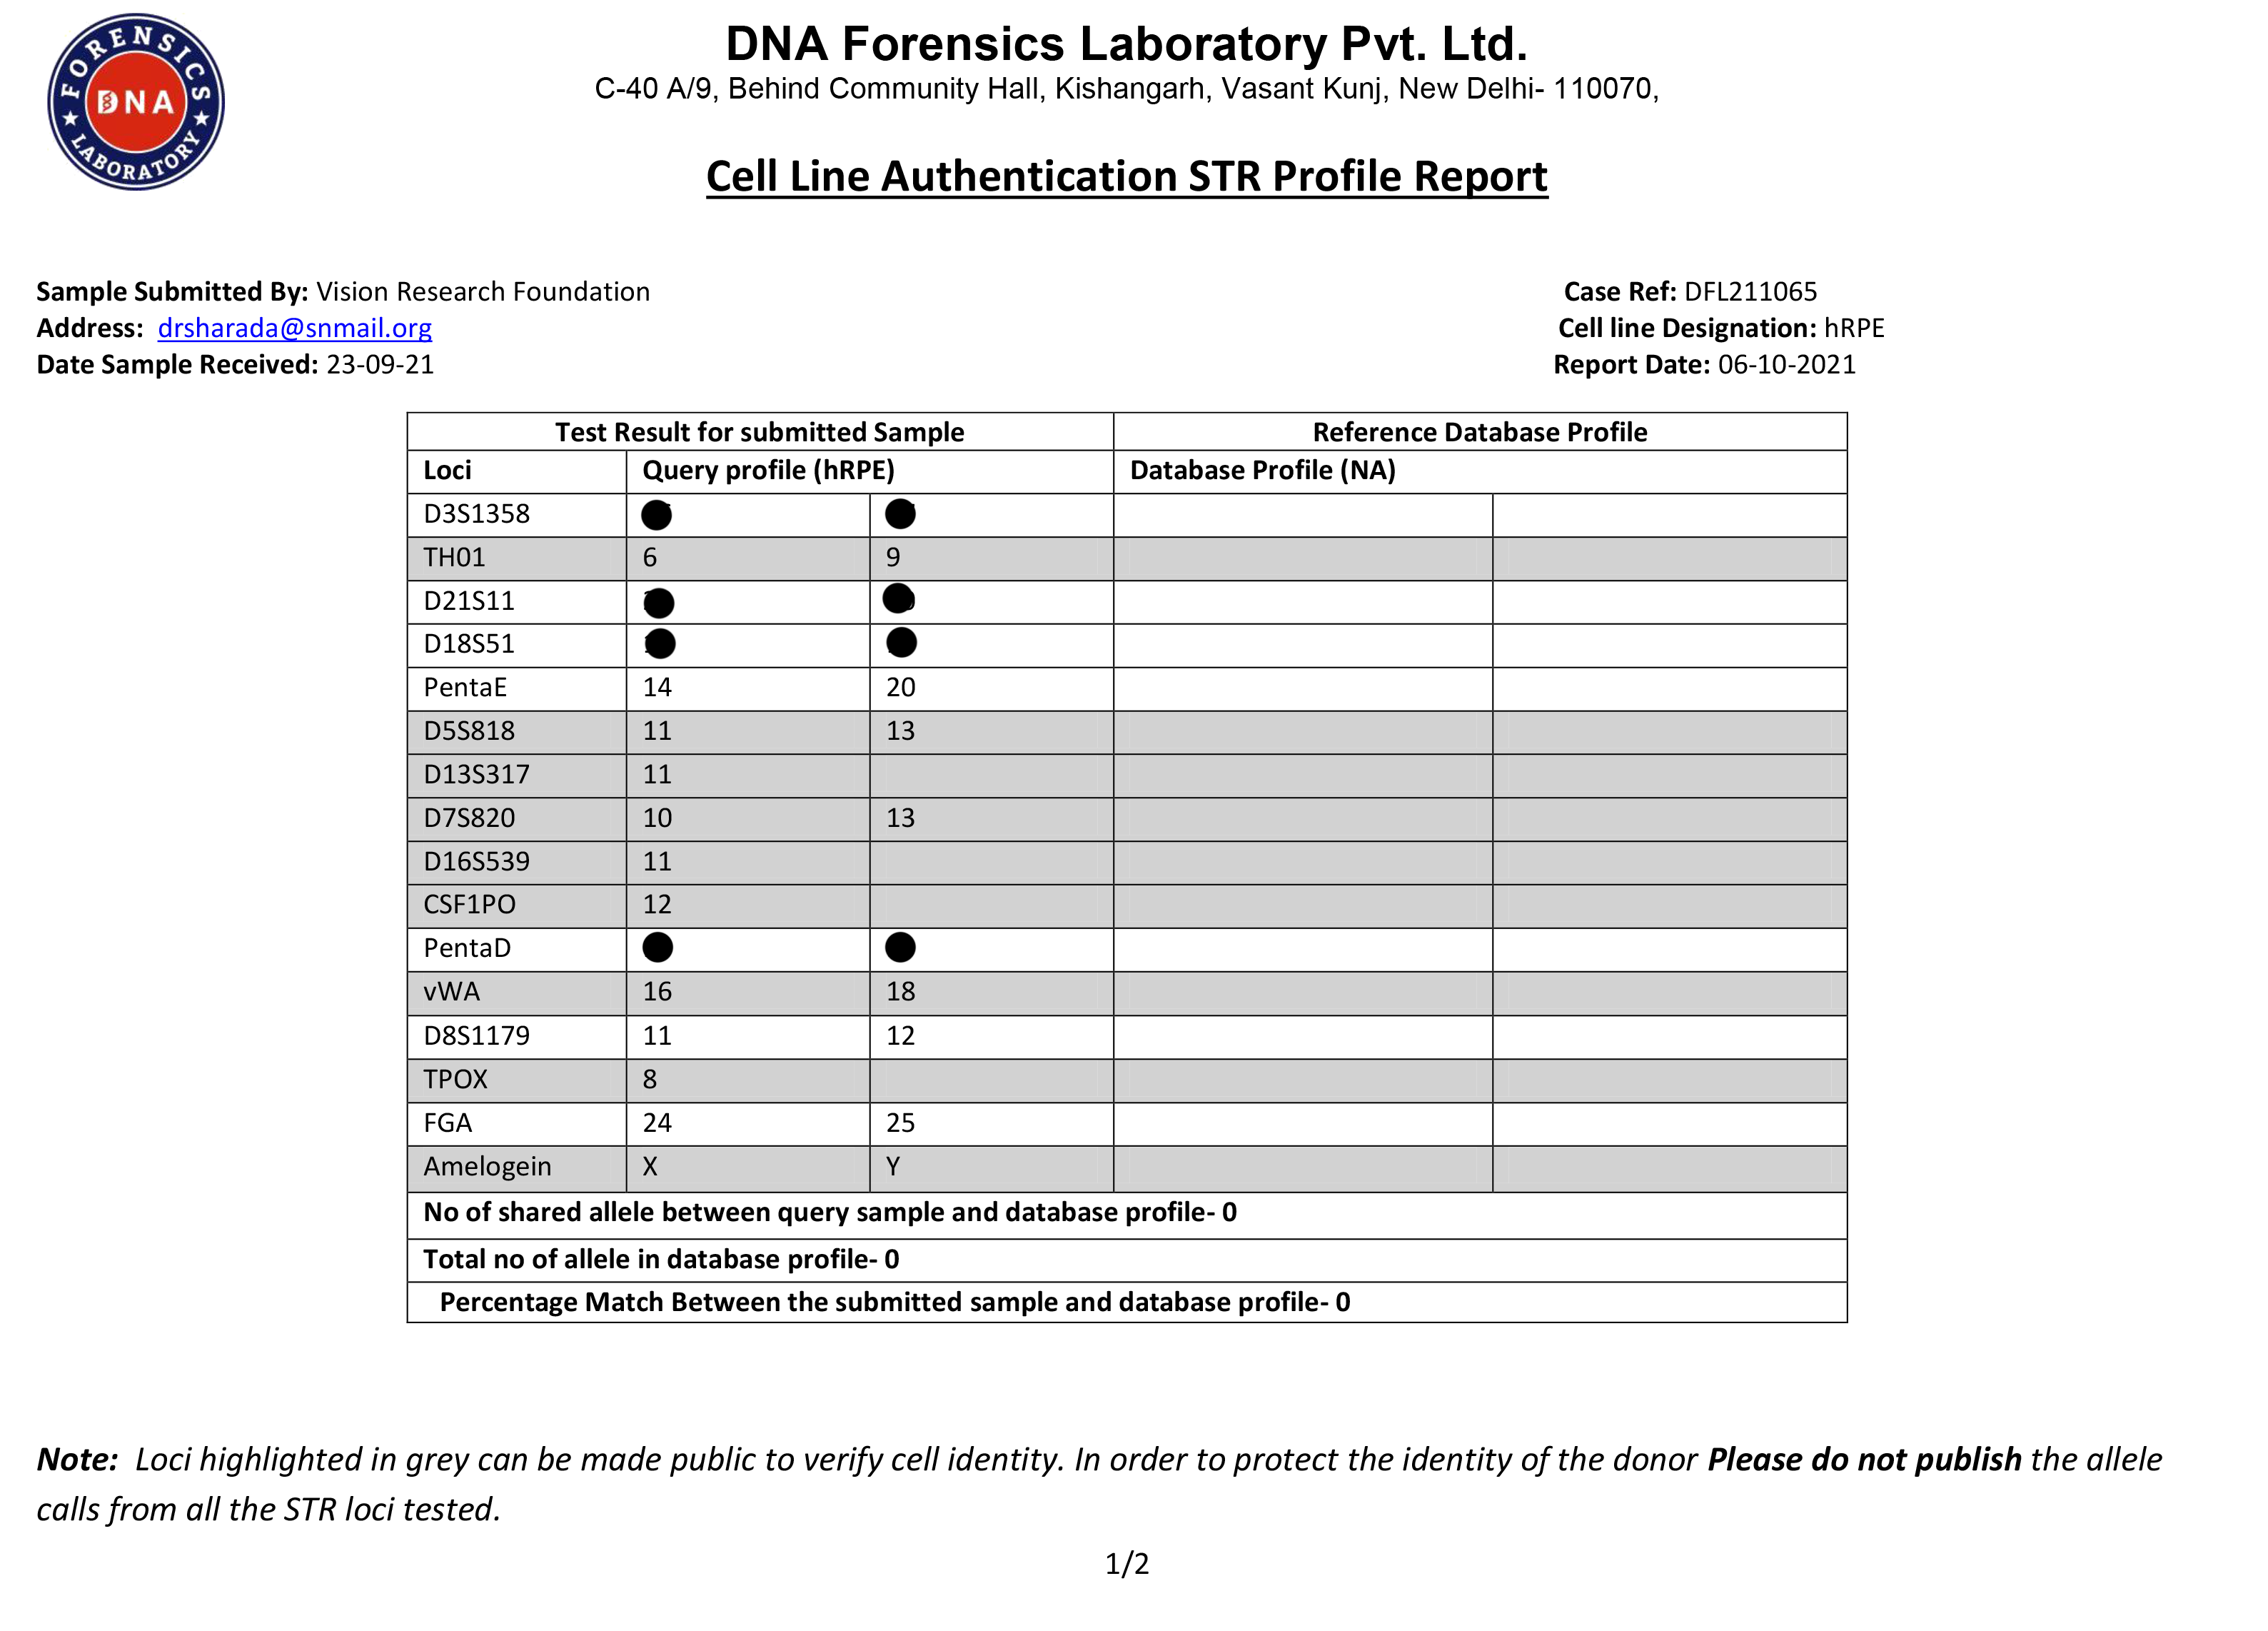 FORENSICS
DNA
LABORATORY
DNA Forensics Laboratory Pvt. Ltd.
C-40 A/9, Behind Community Hall, Kishangarh, Vasant Kunj, New Delhi- 110070,
Cell Line Authentication STR Profile Report
Sample Submitted By: Vision Research Foundation
Case Ref: DFL211065
Address: drsharada@snmail.org
Cell line Designation: hRPE
Date Sample Received: 23-09-21
Report Date: 06-10-2021
Test Result for submitted Sample Reference Database Profile
Loci Query profile (hRPE) Database Profile (NA)
D3S1358
TH01 6 9
D21S11
D18S51
PentaE 14 20
D5S818 11 13
D13S317 11
D7S820 10 13
D16S539 11
CSF1PO 12
PentaD
vWA 16 18
D8S1179 11 12
TPOX 8
FGA 24 25
Amelogein X Y
No of shared allele between query sample and database profile- 0
Total no of allele in database profile- 0
Percentage Match Between the submitted sample and database profile- 0
Note: Loci highlighted in grey can be made public to verify cell identity. In order to protect the identity of the donor Please do not publish the allele
calls from all the STR loci tested.
1/2